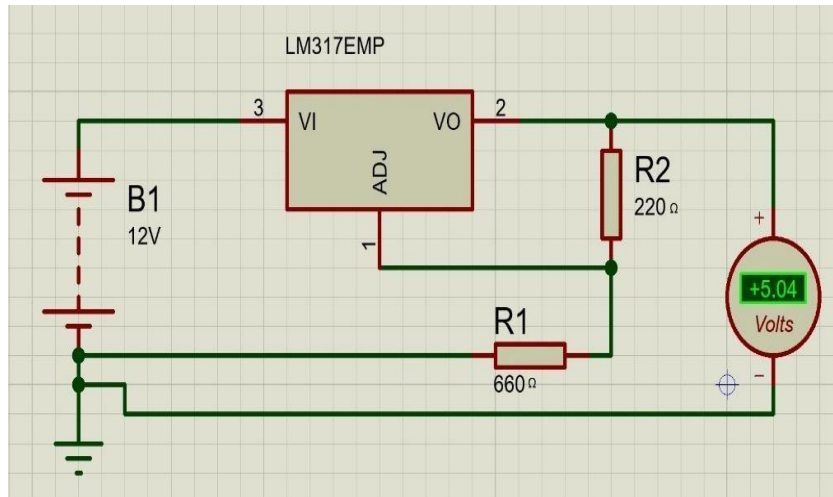 LM317EMP
3
VI
VO
2
ADJ
1
B1
12V
R2
220Ω
R1
660Ω
+
+5.04
Volts
−